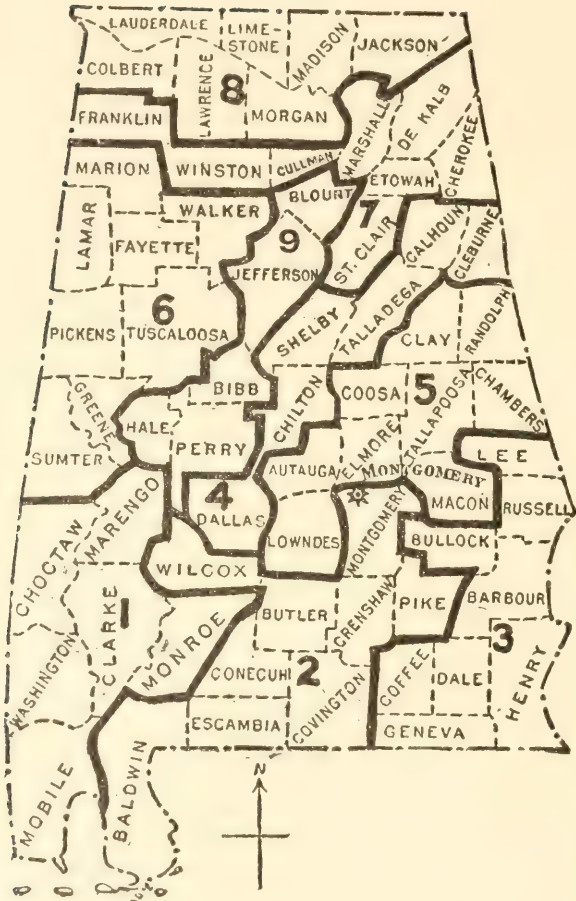 LAUDERDALE
LIME-
STONE
MADISON
JACKSON
COLBERT
LAWRENCE
8
FRANKLIN
MORGAN
MARSHALL
DE KALB
CHEROKEE
MARION
WINSTON
CULLMAN
ETOWAH
BLOUNT
WALKER
7
LAMAR
FAYETTE
9
JEFFERSON
ST. CLAIR
CALHOUN
CLEBURNE
6
PICKENS
TUSCALOOSA
SHELBY
TALLADEGA
CLAY
RANDOLPH
BIBB
CHILTON
COOSA
5
TALLAPOOSA
CHAMBERS
GREENE
HALE
PERRY
SUMTER
AUTAUGA
ELMORE
MONTGOMERY
LEE
MARENGO
4
DALLAS
MACON
RUSSELL
CHOCTAW
LOWNDES
MONTGOMERY
BULLOCK
WILCOX
1
CLARKE
MONROE
BUTLER
CRENSHAW
PIKE
BARBOUR
WASHINGTON
CONECUH
2
COVINGTON
COFFEE
DALE
3
HENRY
ESCAMBIA
GENEVA
MOBILE
BALDWIN
N